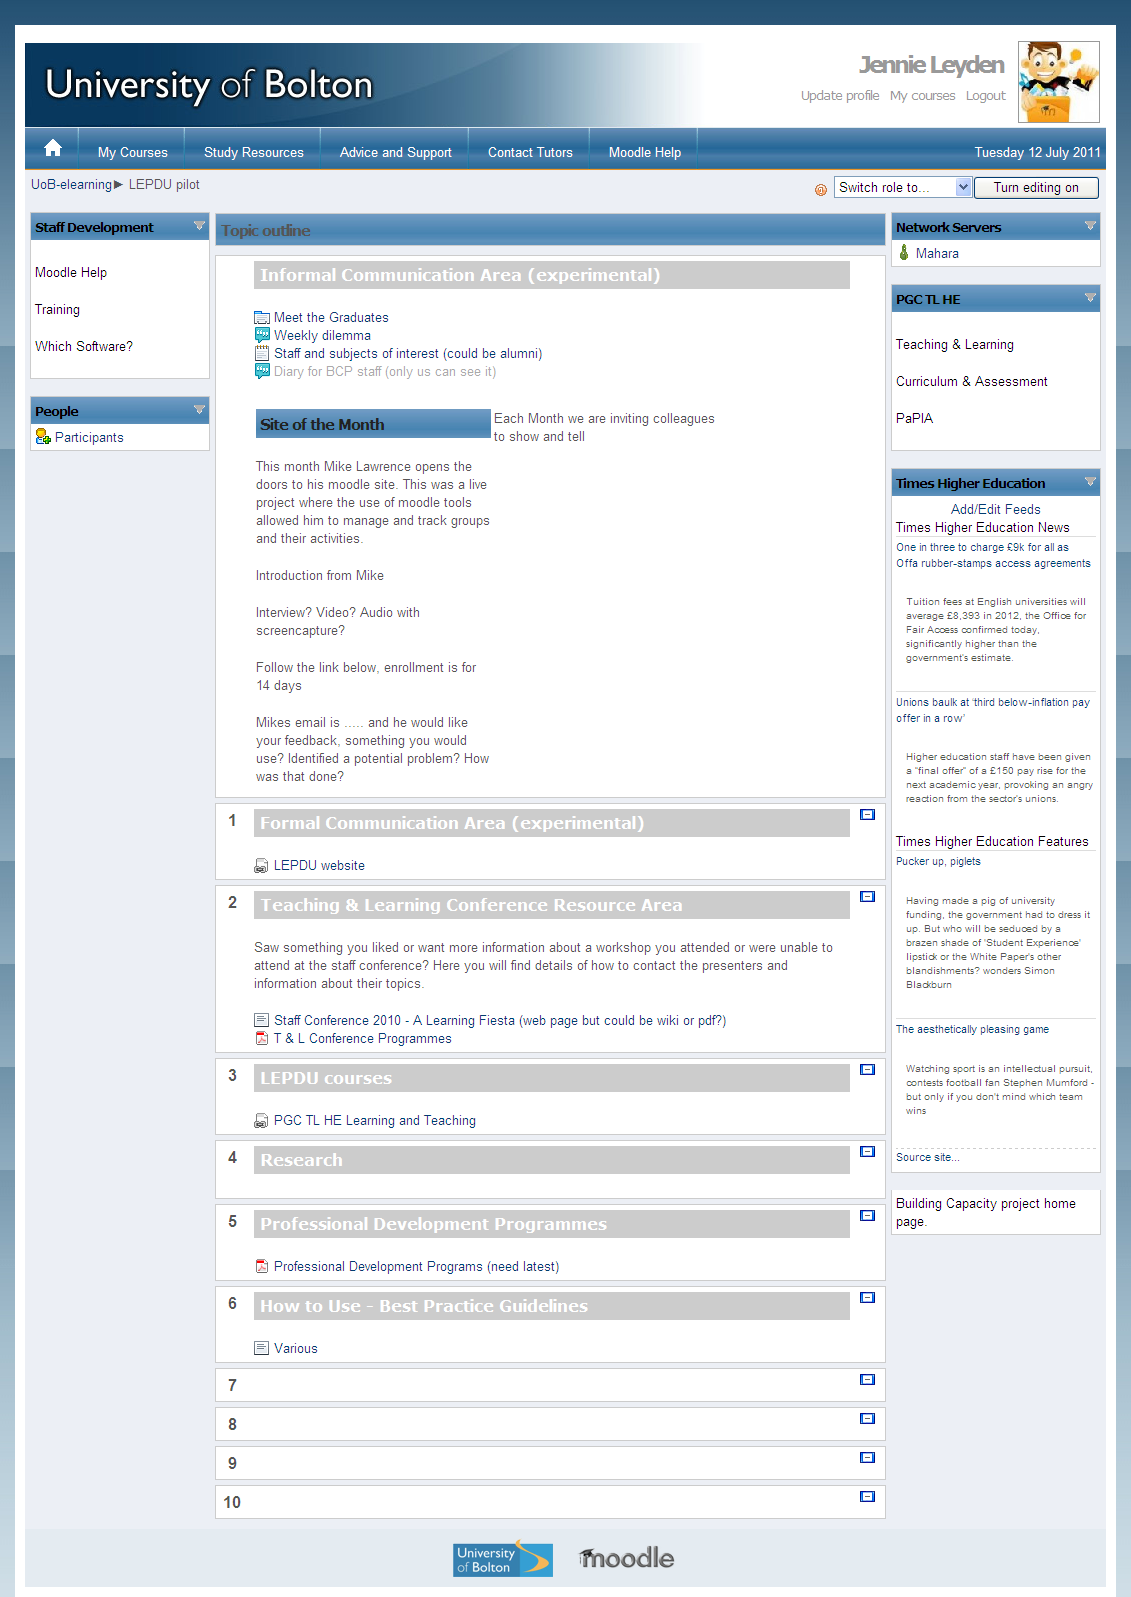 University of Bolton
Jennie Leyden
Update profile My courses Logout
My Courses Study Resources Advice and Support Contact Tutors Moodle Help Tuesday 12 July 2011
UoB-elearning► LEPDU pilot
Switch role to... Turn editing on
Staff Development
Moodle Help
Training
Which Software?
People
Participants
Topic outline
Informal Communication Area (experimental)
Meet the Graduates
Weekly dilemma
Staff and subjects of interest (could be alumni)
Diary for BCP staff (only us can see it)
Site of the Month
Each Month we are inviting colleagues
to show and tell
This month Mike Lawrence opens the
doors to his moodle site. This was a live
project where the use of moodle tools
allowed him to manage and track groups
and their activities.
Introduction from Mike
Interview? Video? Audio with
screencapture?
Follow the link below, enrollment is for
14 days
Mikes email is ..... and he would like
your feedback, something you would
use? Identified a potential problem? How
was that done?
1 Formal Communication Area (experimental)
LEPDU website
2 Teaching & Learning Conference Resource Area
Saw something you liked or want more information about a workshop you attended or were unable to
attend at the staff conference? Here you will find details of how to contact the presenters and
information about their topics.
Staff Conference 2010 - A Learning Fiesta (web page but could be wiki or pdf?)
T & L Conference Programmes
3 LEPDU courses
PGC TL HE Learning and Teaching
4 Research
5 Professional Development Programmes
Professional Development Programs (need latest)
6 How to Use - Best Practice Guidelines
Various
7
8
9
10
Network Servers
Mahara
PGC TL HE
Teaching & Learning
Curriculum & Assessment
PaPIA
Times Higher Education
Add/Edit Feeds
Times Higher Education News
One in three to charge £9k for all as
Offa rubber-stamps access agreements
Tuition fees at English universities will
average £8,393 in 2012, the Office for
Fair Access confirmed today,
significantly higher than the
government's estimate.
Unions baulk at 'third below-inflation pay
offer in a row'
Higher education staff have been given
a "final offer" of a £150 pay rise for the
next academic year, provoking an angry
reaction from the sector's unions.
Times Higher Education Features
Pucker up, piglets
Having made a pig of university
funding, the government had to dress it
up. But who will be seduced by a
brazen shade of 'Student Experience'
lipstick or the White Paper's other
blandishments? wonders Simon
Blackburn
The aesthetically pleasing game
Watching sport is an intellectual pursuit,
contests football fan Stephen Mumford -
but only if you don't mind which team
wins
Source site...
Building Capacity project home
page.
University
of Bolton
moodle